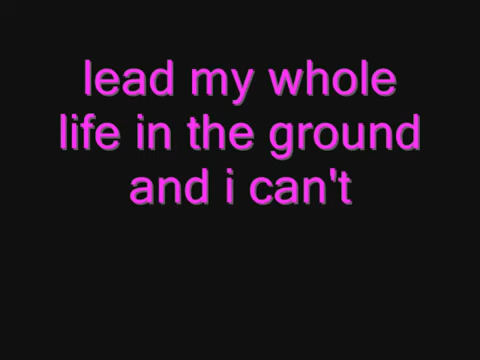 lead my whole
life in the ground
and i can't